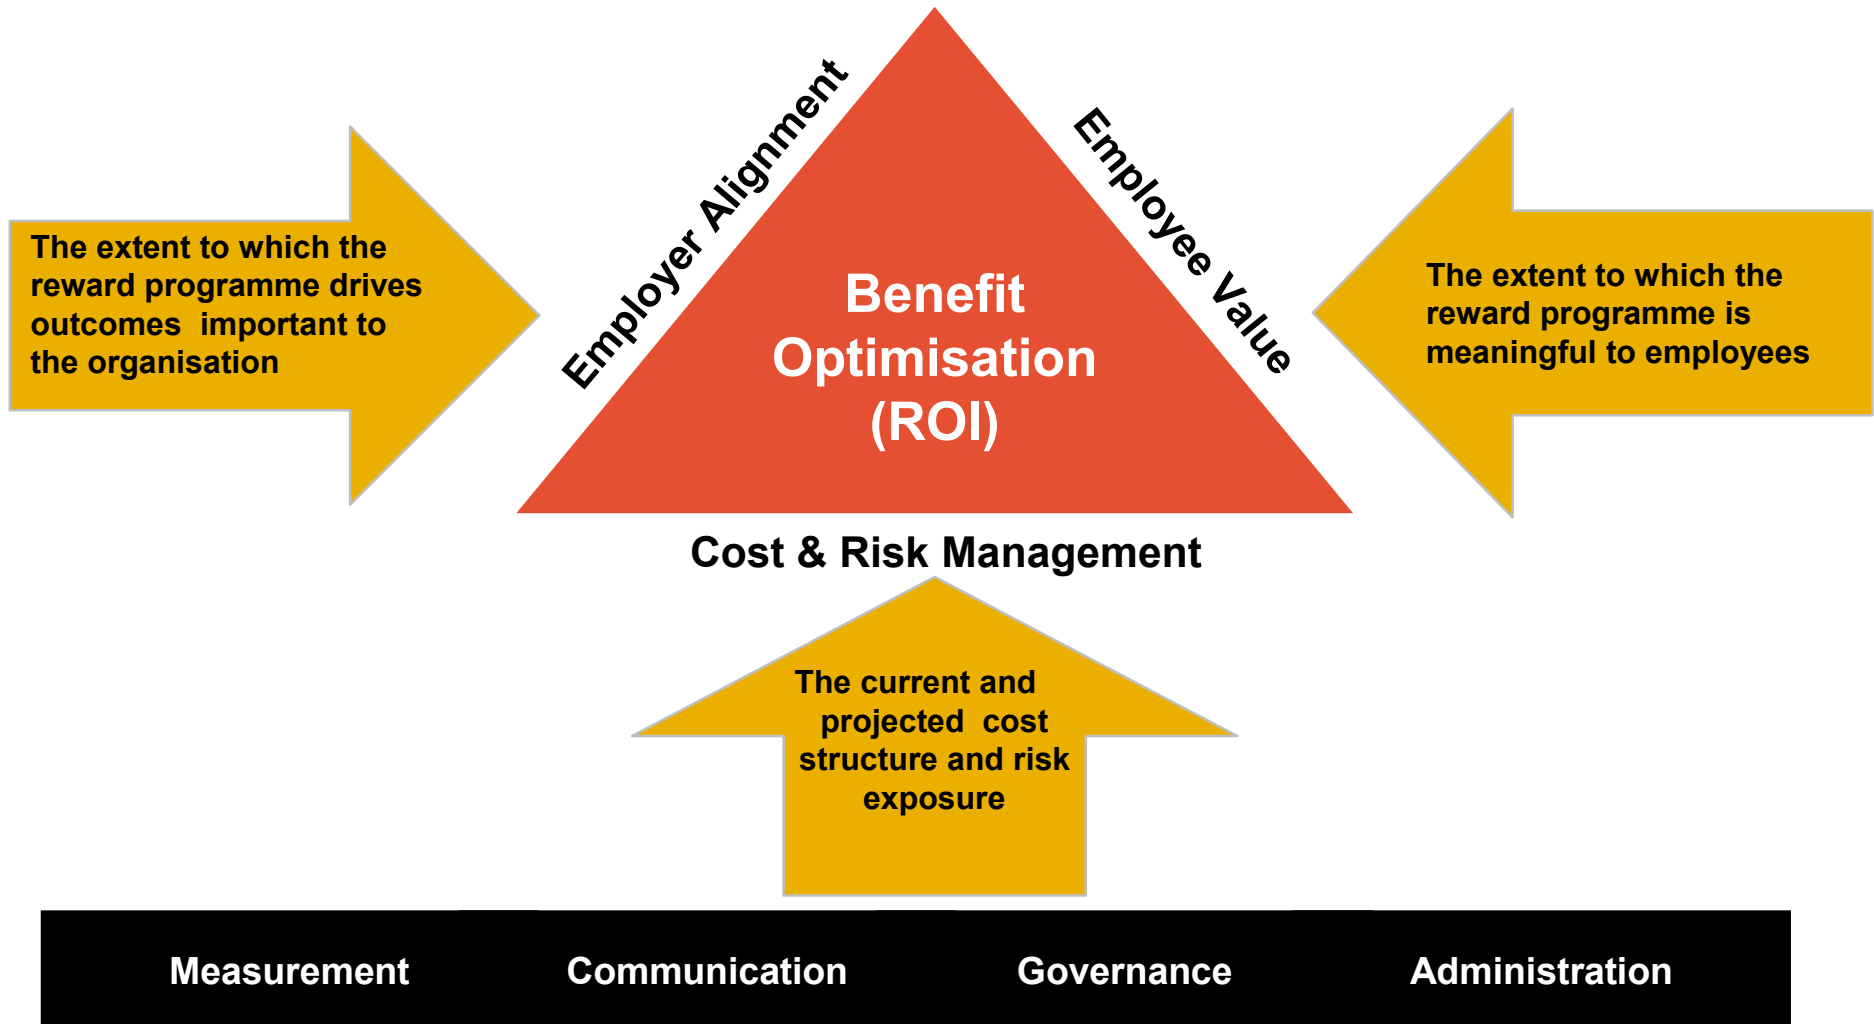 Employer Alignment
Employee Value
The extent to which the
reward programme drives
outcomes  important to
the organisation
Benefit
Optimisation
(ROI)
The extent to which the
reward programme is
meaningful to employees
Cost & Risk Management
The current and
projected  cost
structure and risk
exposure
Measurement
Communication
Governance
Administration